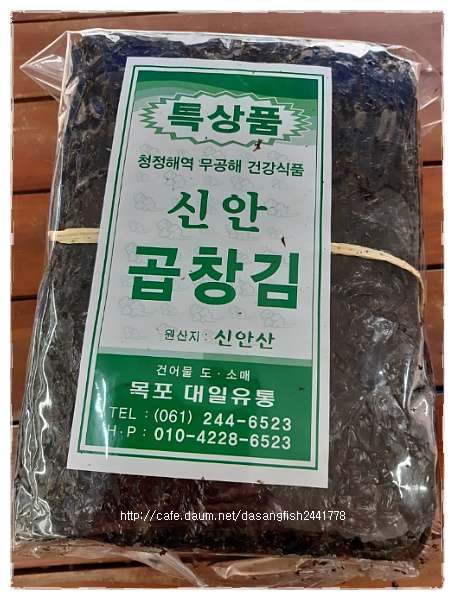 특상품
청정해역 무공해 건강식품
신안
곱창김
원산지 : 신안산
건어물 도 · 소매
목포 대일유통
TEL : (061) 244-6523
H·P : 010-4228-6523
http://cafe.daum.net/dasangfish2441778